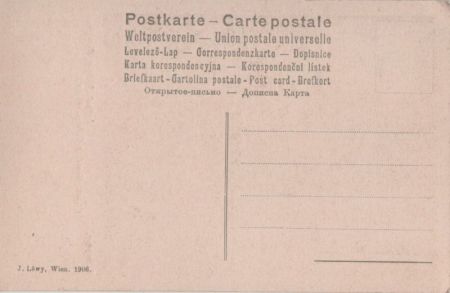 Postkarte – Carte postale
Weltpostverein — Union postale universelle
Levelező-Lap — Correspondenzkarte — Dopisnice
Karta korespondencyjna — Korespondenční lístek
Briefkaart - Cartolina postale - Post card - Brefkort
Открытое-письмо — Дописна Карта
J. Löwy, Wien. 1906.